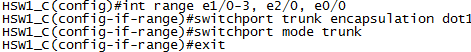 HSW1_C(config)#int range e1/0-3, e2/0, e0/0
HSW1_C(config-if-range)#switchport trunk encapsulation dot1
HSW1_C(config-if-range)#switchport mode trunk
HSW1_C(config-if-range)#exit